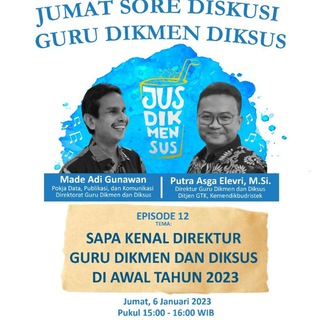 JUMAT SORE DISKUSI
GURU DIKMEN DIKSUS
JUS
DIK
MEN
SUS
Made Adi Gunawan
Pokja Data, Publikasi, dan Komunikasi
Direktorat Guru Dikmen dan Diksus
Putra Asga Elevri, M.Si.
Direktur Guru Dikmen dan Diksus
Ditjen GTK, Kemendikbudristek
EPISODE 12
TEMA:
SAPA KENAL DIREKTUR
GURU DIKMEN DAN DIKSUS
DI AWAL TAHUN 2023
Jumat, 6 Januari 2023
Pukul 15:00 - 16:00 WIB